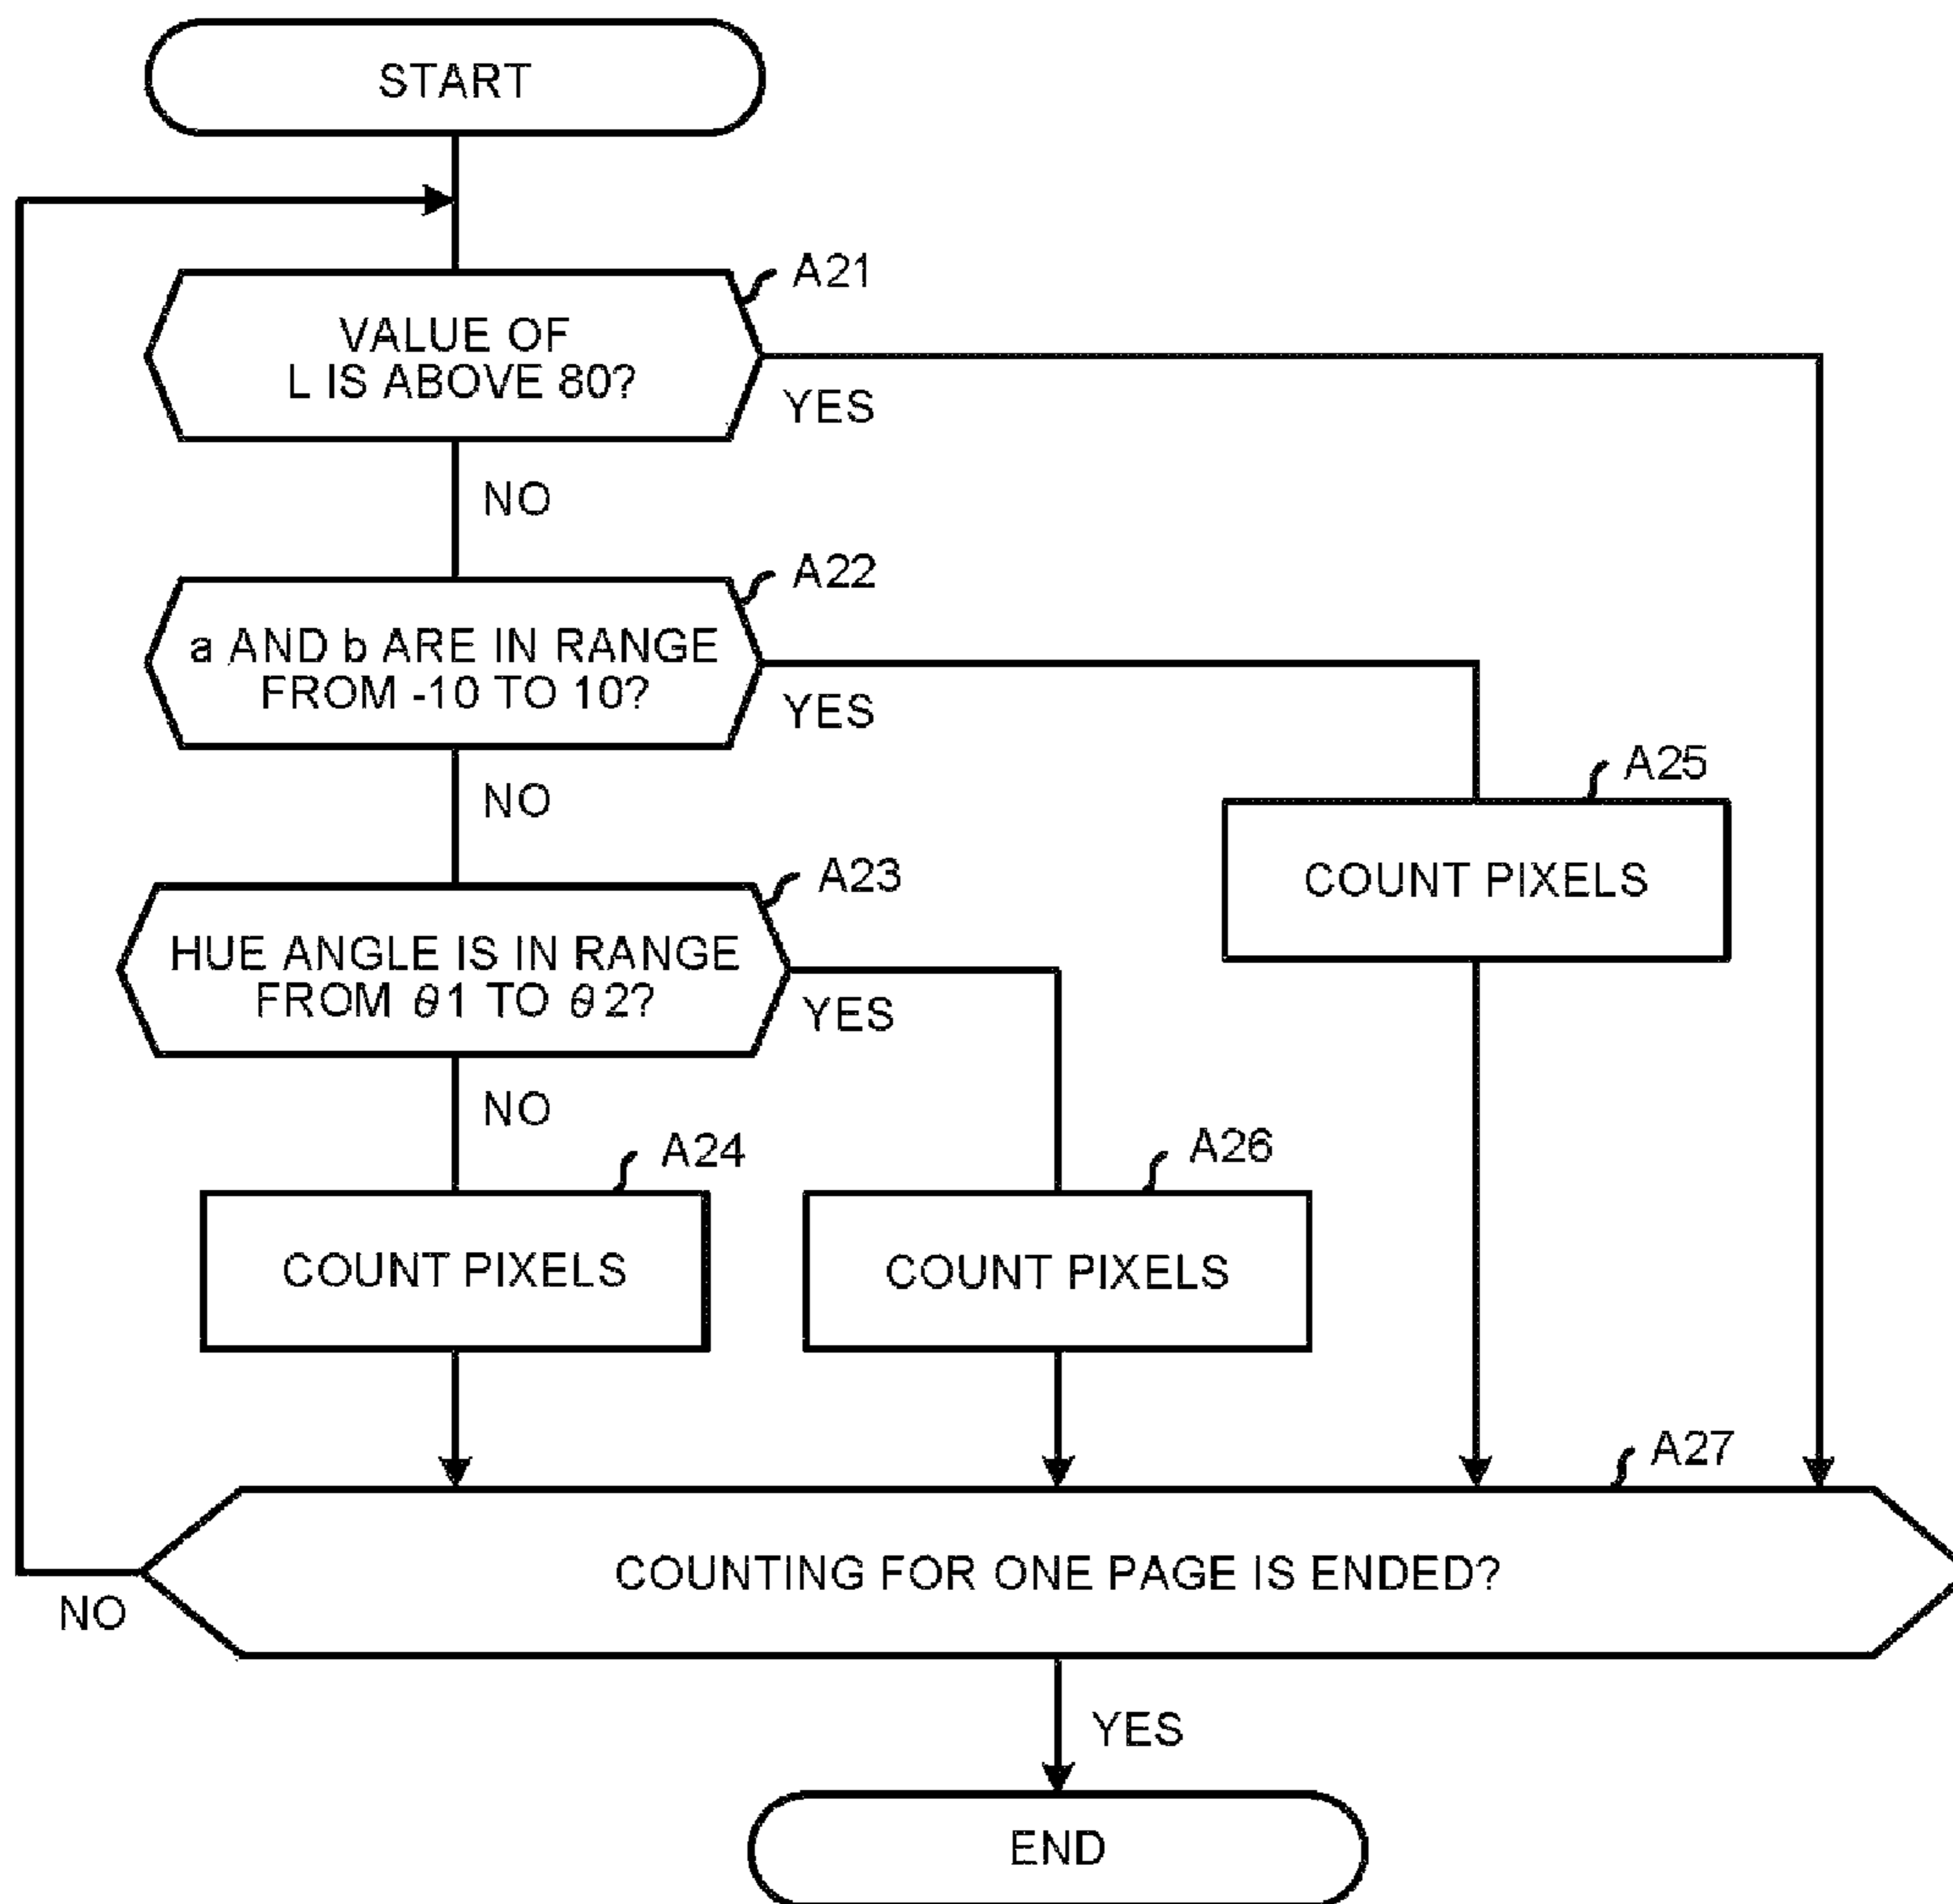 START
A21
VALUE OF
L IS ABOVE 80?
YES
NO
A22
a AND b ARE IN RANGE
FROM -10 TO 10?
YES
NO
A25
COUNT PIXELS
A23
HUE ANGLE IS IN RANGE
FROM θ1 TO θ2?
YES
NO
A24
COUNT PIXELS
A26
COUNT PIXELS
A27
COUNTING FOR ONE PAGE IS ENDED?
NO
YES
END